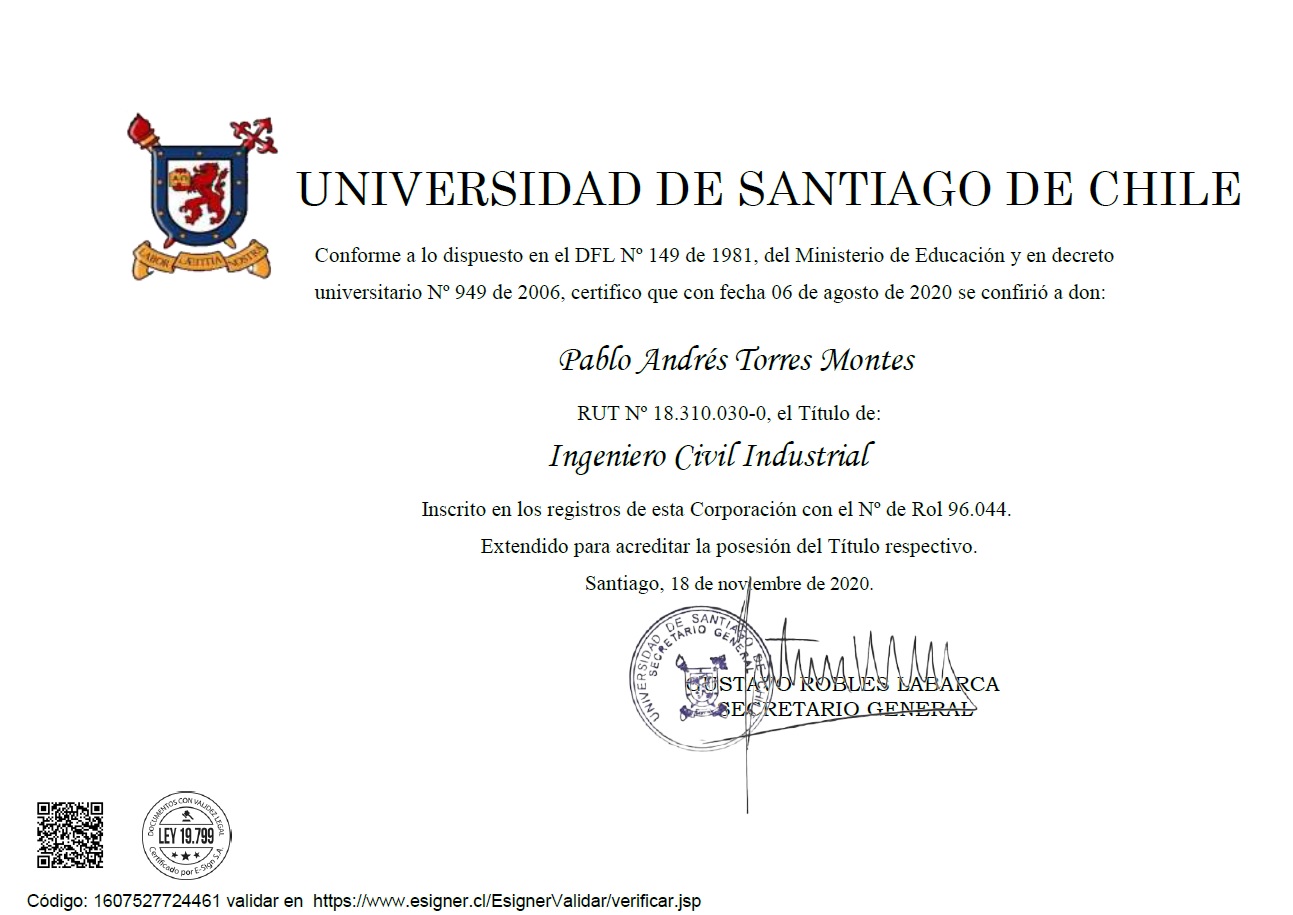 UNIVERSIDAD DE SANTIAGO DE CHILE
Conforme a lo dispuesto en el DFL Nº 149 de 1981, del Ministerio de Educación y en decreto
universitario Nº 949 de 2006, certifico que con fecha 06 de agosto de 2020 se confirió a don:
Pablo Andrés Torres Montes
RUT Nº 18.310.030-0, el Título de:
Ingeniero Civil Industrial
Inscrito en los registros de esta Corporación con el Nº de Rol 96.044.
Extendido para acreditar la posesión del Título respectivo.
Santiago, 18 de noviembre de 2020.
UNIVERSIDAD DE SANTIAGO DE CHILE
SECRETARIO GENERAL
GUSTAVO ROBLES LABARCA
SECRETARIO GENERAL
LABOR LÆTITIA NOSTRA
DOCUMENTOS CON VALIDEZ LEGAL
LEY 19.799
Certificado por E-Sign S.A.
Código: 1607527724461 validar en https://www.esigner.cl/EsignerValidar/verificar.jsp